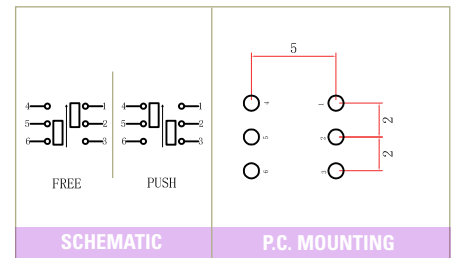 4 1 4 1
5 2 5 2
6 3 6 3
FREE PUSH
SCHEMATIC
5
4 1
5 2
6 3
2
2
P.C. MOUNTING